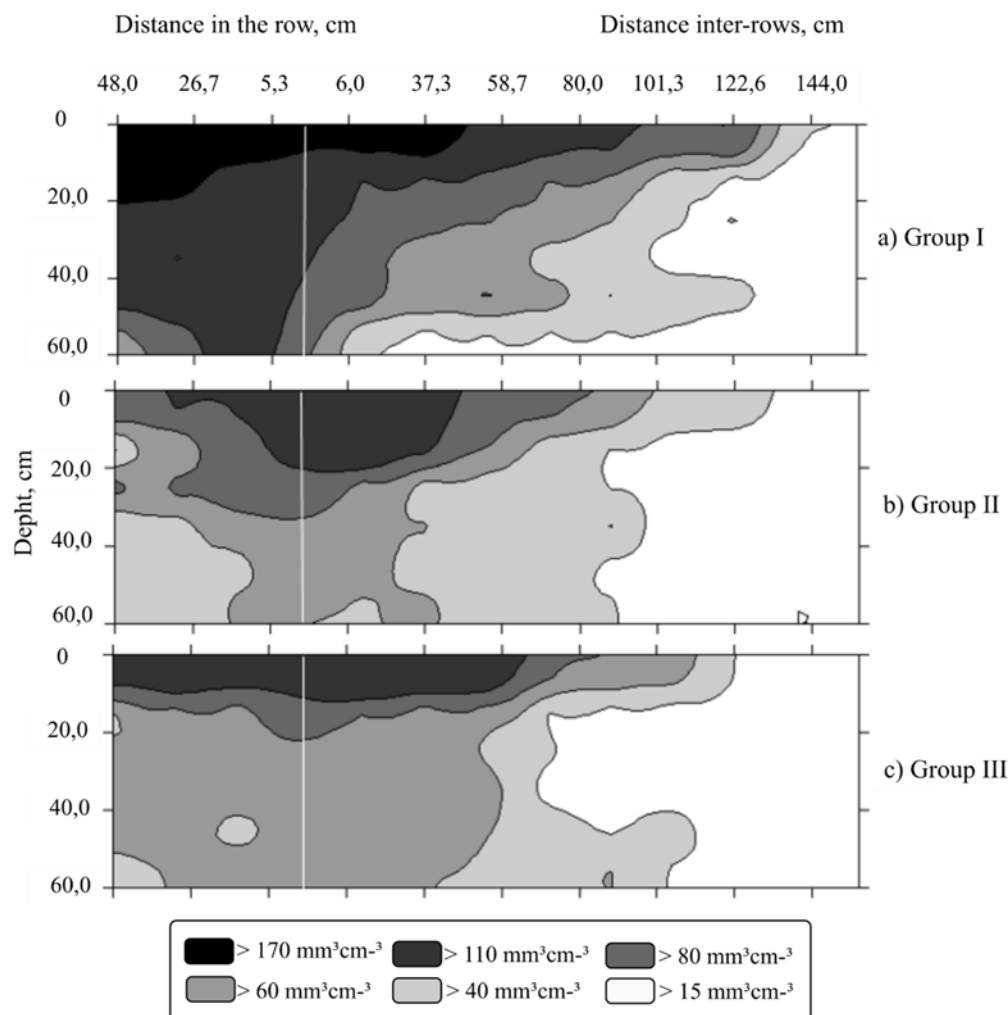 Distance in the row, cm Distance inter-rows, cm
48,0 26,7 5,3 6,0 37,3 58,7 80,0 101,3 122,6 144,0
0
20,0
40,0
60,0
a) Group I
0
20,0
40,0
60,0
b) Group II
Depht, cm
0
20,0
40,0
60,0
c) Group III
> 170 mm³cm-³ > 110 mm³cm-³ > 80 mm³cm-³
> 60 mm³cm-³ > 40 mm³cm-³ > 15 mm³cm-³